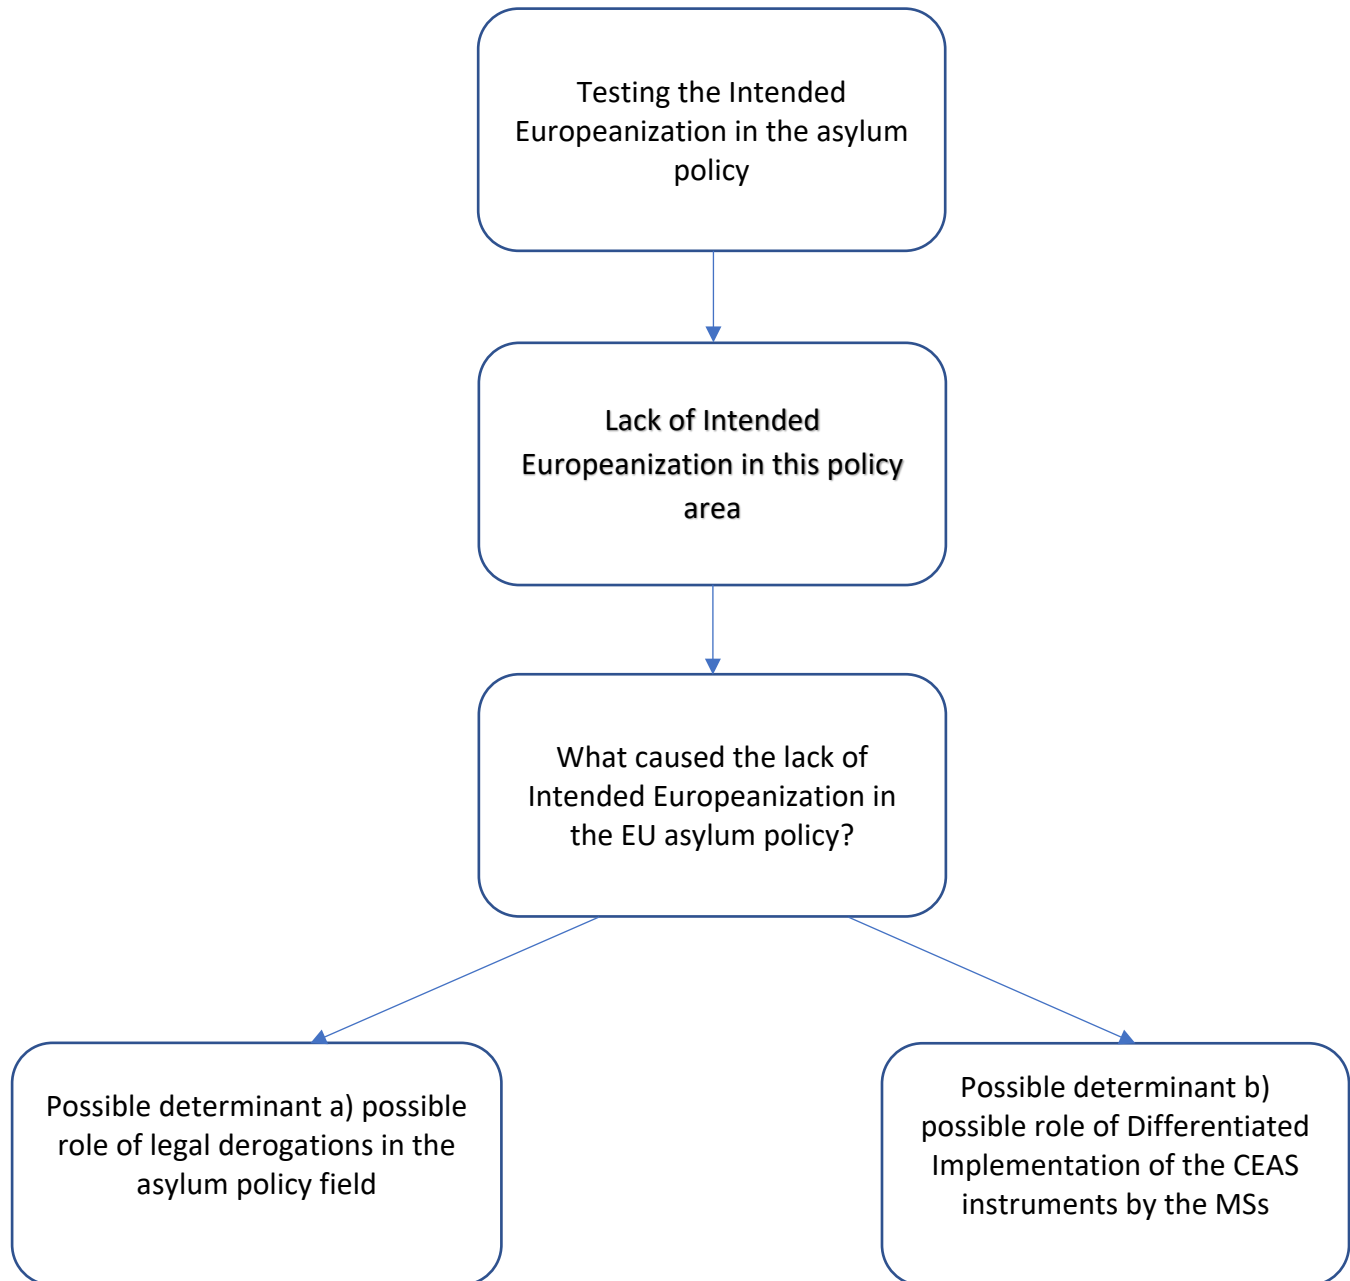 Testing the Intended
Europeanization in the asylum
policy
Lack of Intended
Europeanization in this policy
area
What caused the lack of
Intended Europeanization in
the EU asylum policy?
Possible determinant a) possible
role of legal derogations in the
asylum policy field
Possible determinant b)
possible role of Differentiated
Implementation of the CEAS
instruments by the MSs